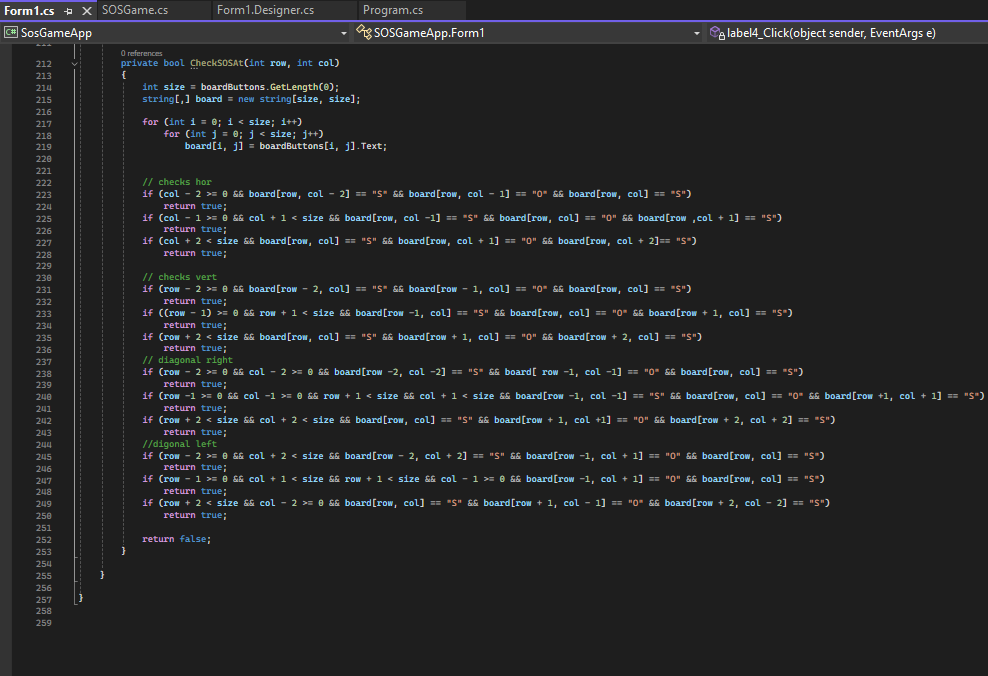 Form1.cs SOSGame.cs Form1.Designer.cs Program.cs
C# SosGameApp SOSGameApp.Form1 label4_Click(object sender, EventArgs e)
211
0 references
212 private bool CheckSOSAt(int row, int col)
213 {
214 int size = boardButtons.GetLength(0);
215 string[,] board = new string[size, size];
216
217 for (int i = 0; i < size; i++)
218 for (int j = 0; j < size; j++)
219 board[i, j] = boardButtons[i, j].Text;
220
221
222 // checks hor
223 if (col - 2 >= 0 && board[row, col - 2] == "S" && board[row, col - 1] == "O" && board[row, col] == "S")
224 return true;
225 if (col - 1 >= 0 && col + 1 < size && board[row, col -1] == "S" && board[row, col] == "O" && board[row ,col + 1] == "S")
226 return true;
227 if (col + 2 < size && board[row, col] == "S" && board[row, col + 1] == "O" && board[row, col + 2]== "S")
228 return true;
229
230 // checks vert
231 if (row - 2 >= 0 && board[row - 2, col] == "S" && board[row - 1, col] == "O" && board[row, col] == "S")
232 return true;
233 if ((row - 1) >= 0 && row + 1 < size && board[row -1, col] == "S" && board[row, col] == "O" && board[row + 1, col] == "S")
234 return true;
235 if (row + 2 < size && board[row, col] == "S" && board[row + 1, col] == "O" && board[row + 2, col] == "S")
236 return true;
237 // diagonal right
238 if (row - 2 >= 0 && col - 2 >= 0 && board[row -2, col -2] == "S" && board[ row -1, col -1] == "O" && board[row, col] == "S")
239 return true;
240 if (row -1 >= 0 && col -1 >= 0 && row + 1 < size && col + 1 < size && board[row -1, col -1] == "S" && board[row, col] == "O" && board[row +1, col + 1] == "S")
241 return true;
242 if (row + 2 < size && col + 2 < size && board[row, col] == "S" && board[row + 1, col +1] == "O" && board[row + 2, col + 2] == "S")
243 return true;
244 //digonal left
245 if (row - 2 >= 0 && col + 2 < size && board[row - 2, col + 2] == "S" && board[row -1, col + 1] == "O" && board[row, col] == "S")
246 return true;
247 if (row - 1 >= 0 && col + 1 < size && row + 1 < size && col - 1 >= 0 && board[row -1, col + 1] == "O" && board[row, col] == "S")
248 return true;
249 if (row + 2 < size && col - 2 >= 0 && board[row, col] == "S" && board[row + 1, col - 1] == "O" && board[row + 2, col - 2] == "S")
250 return true;
251
252 return false;
253 }
254
255 }
256
257 }
258
259